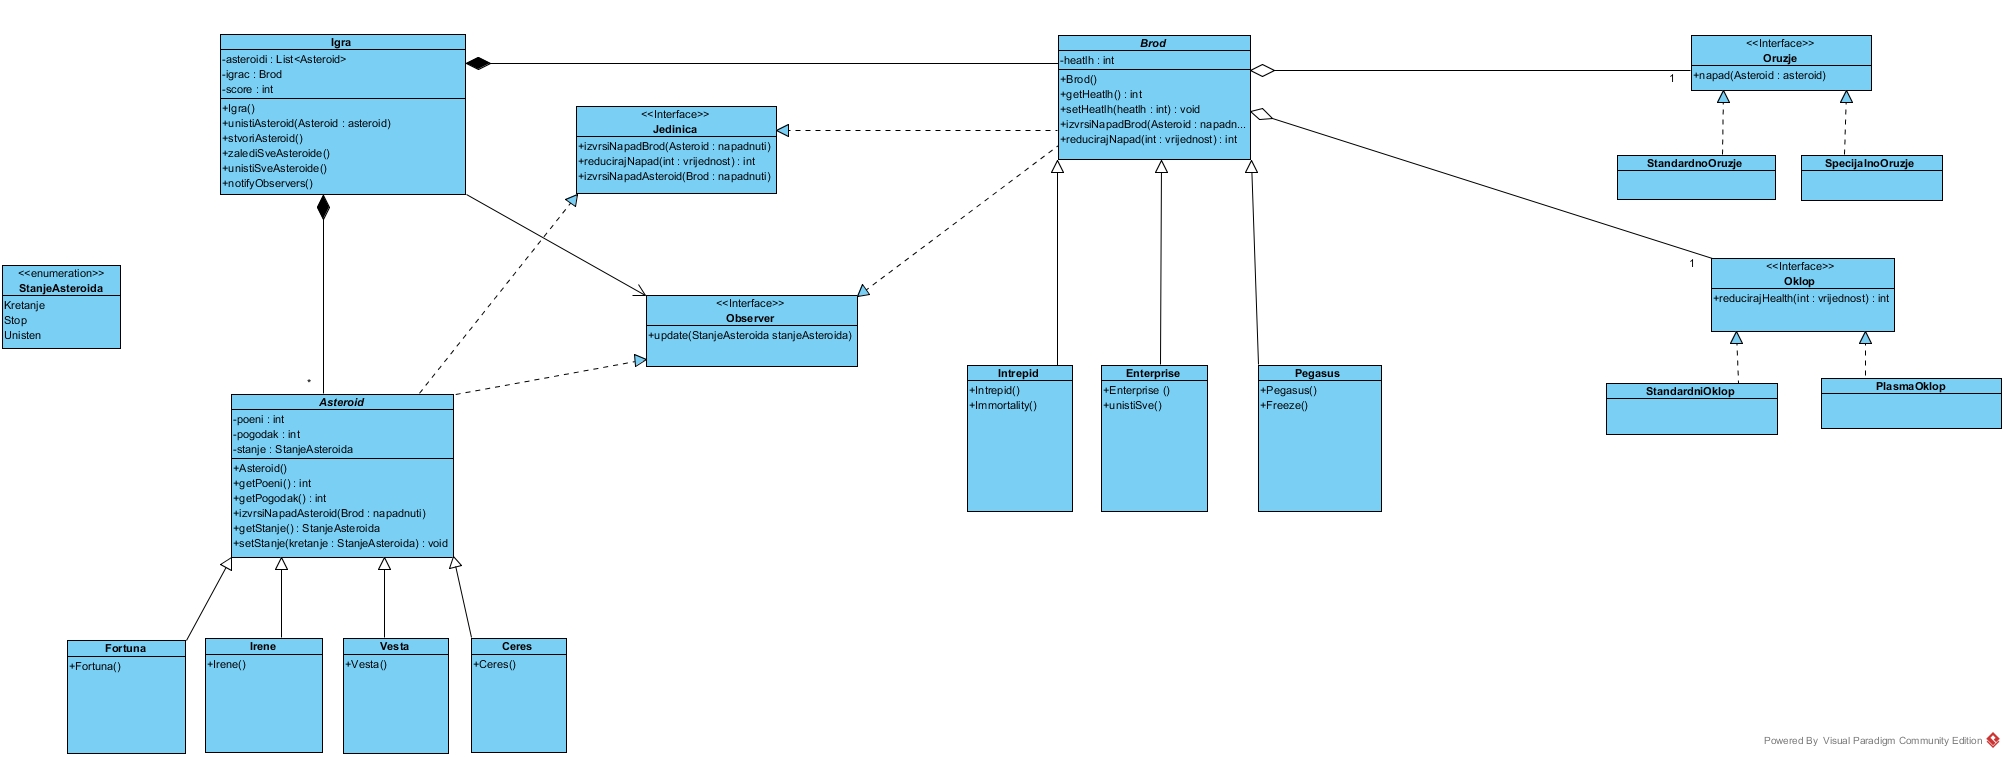 Igra
-asteroidi : List<Asteroid>
-igrac : Brod
-score : int
+Igra()
+unistiAsteroid(Asteroid : asteroid)
+stvoriAsteroid()
+zalediSveAsteroide()
+unistiSveAsteroide()
+notifyObservers()
<<Interface>>
Jedinica
+izvrsiNapadBrod(Asteroid : napadnuti)
+reducirajNapad(int : vrijednost) : int
+izvrsiNapadAsteroid(Brod : napadnuti)
Brod
-heatlh : int
+Brod()
+getHeatlh() : int
+setHeatlh(heatlh : int) : void
+izvrsiNapadBrod(Asteroid : napadn...
+reducirajNapad(int : vrijednost) : int
1
<<Interface>>
Oruzje
+napad(Asteroid : asteroid)
StandardnoOruzje
SpecijalnoOruzje
<<enumeration>>
StanjeAsteroida
Kretanje
Stop
Unisten
<<Interface>>
Observer
+update(StanjeAsteroida stanjeAsteroida)
1
<<Interface>>
Oklop
+reducirajHealth(int : vrijednost) : int
StandardniOklop
PlasmaOklop
Intrepid
+Intrepid()
+Immortality()
Enterprise
+Enterprise ()
+unistiSve()
Pegasus
+Pegasus()
+Freeze()
*
Asteroid
-poeni : int
-pogodak : int
-stanje : StanjeAsteroida
+Asteroid()
+getPoeni() : int
+getPogodak() : int
+izvrsiNapadAsteroid(Brod : napadnuti)
+getStanje() : StanjeAsteroida
+setStanje(kretanje : StanjeAsteroida) : void
Fortuna
+Fortuna()
Irene
+Irene()
Vesta
+Vesta()
Ceres
+Ceres()
Powered By Visual Paradigm Community Edition